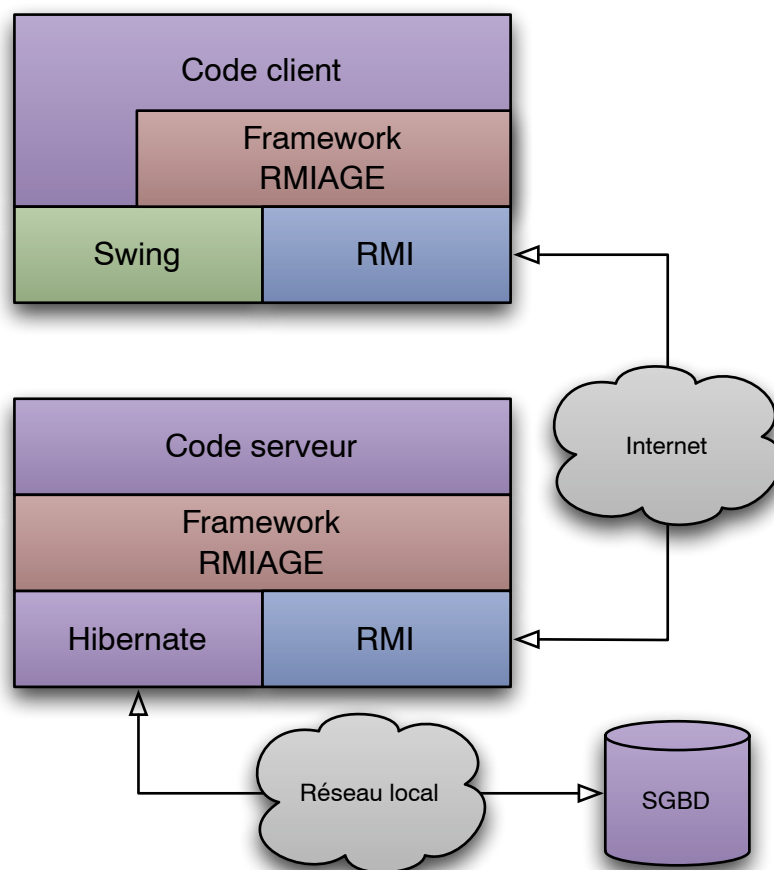 Code client
Framework
RMIAGE
Swing
RMI
Internet
Code serveur
Framework
RMIAGE
Hibernate
RMI
Réseau local
SGBD